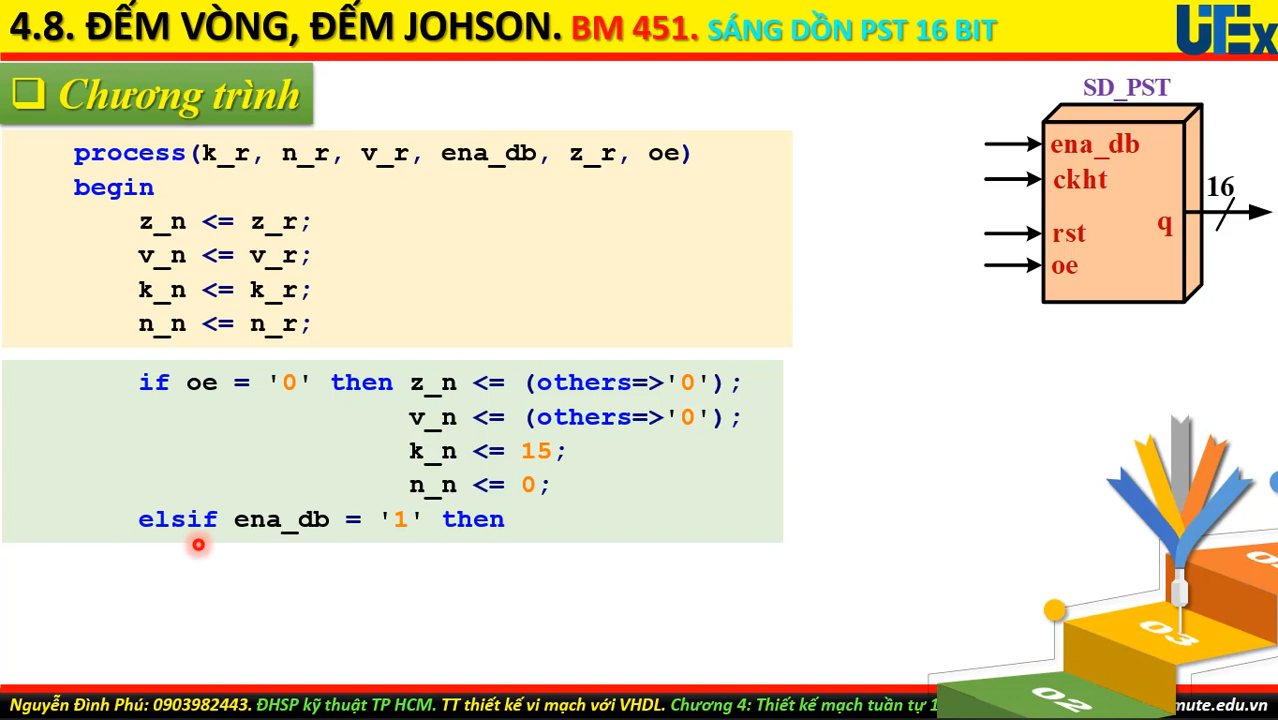 4.8. ĐẾM VÒNG, ĐẾM JOHSON. BM 451. SÁNG DỒN PST 16 BIT
UTEx
❑ Chương trình
process(k_r, n_r, v_r, ena_db, z_r, oe)
begin
z_n <= z_r;
v_n <= v_r;
k_n <= k_r;
n_n <= n_r;
if oe = '0' then z_n <= (others=>'0');
v_n <= (others=>'0');
k_n <= 15;
n_n <= 0;
elsif ena_db = '1' then
SD_PST
ena_db
ckht
16
rst
q
oe
03
02
Nguyễn Đình Phú: 0903982443. ĐHSP kỹ thuật TP HCM. TT thiết kế vi mạch với VHDL. Chương 4: Thiết kế mạch tuần tự 1 mute.edu.vn